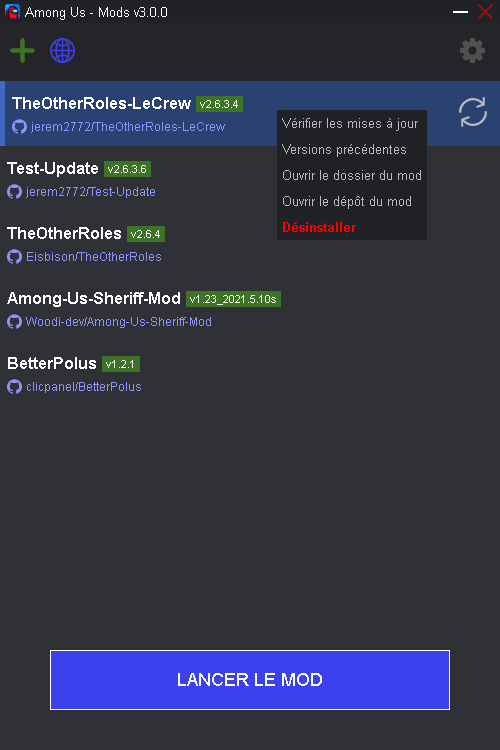 Among Us - Mods v3.0.0
TheOtherRoles-LeCrew v2.6.3.4
jerem2772/TheOtherRoles-LeCrew
Vérifier les mises à jour
Versions précédentes
Ouvrir le dossier du mod
Ouvrir le dépôt du mod
Désinstaller
Test-Update v2.6.3.6
jerem2772/Test-Update
TheOtherRoles v2.6.4
Eisbison/TheOtherRoles
Among-Us-Sheriff-Mod v1.23_2021.5.10s
Woodi-dev/Among-Us-Sheriff-Mod
BetterPolus v1.2.1
clicpanel/BetterPolus
LANCER LE MOD